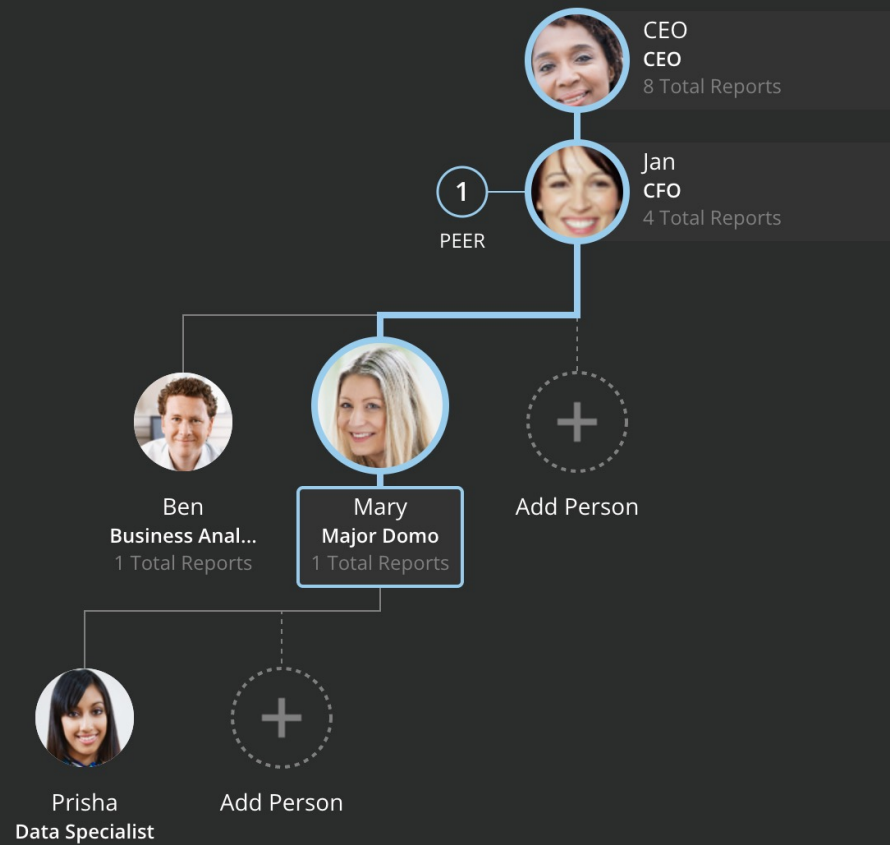 CEO
CEO
8 Total Reports
Jan
CFO
4 Total Reports
1
PEER
Ben
Business Anal...
1 Total Reports
Mary
Major Domo
1 Total Reports
Add Person
Prisha
Data Specialist
Add Person